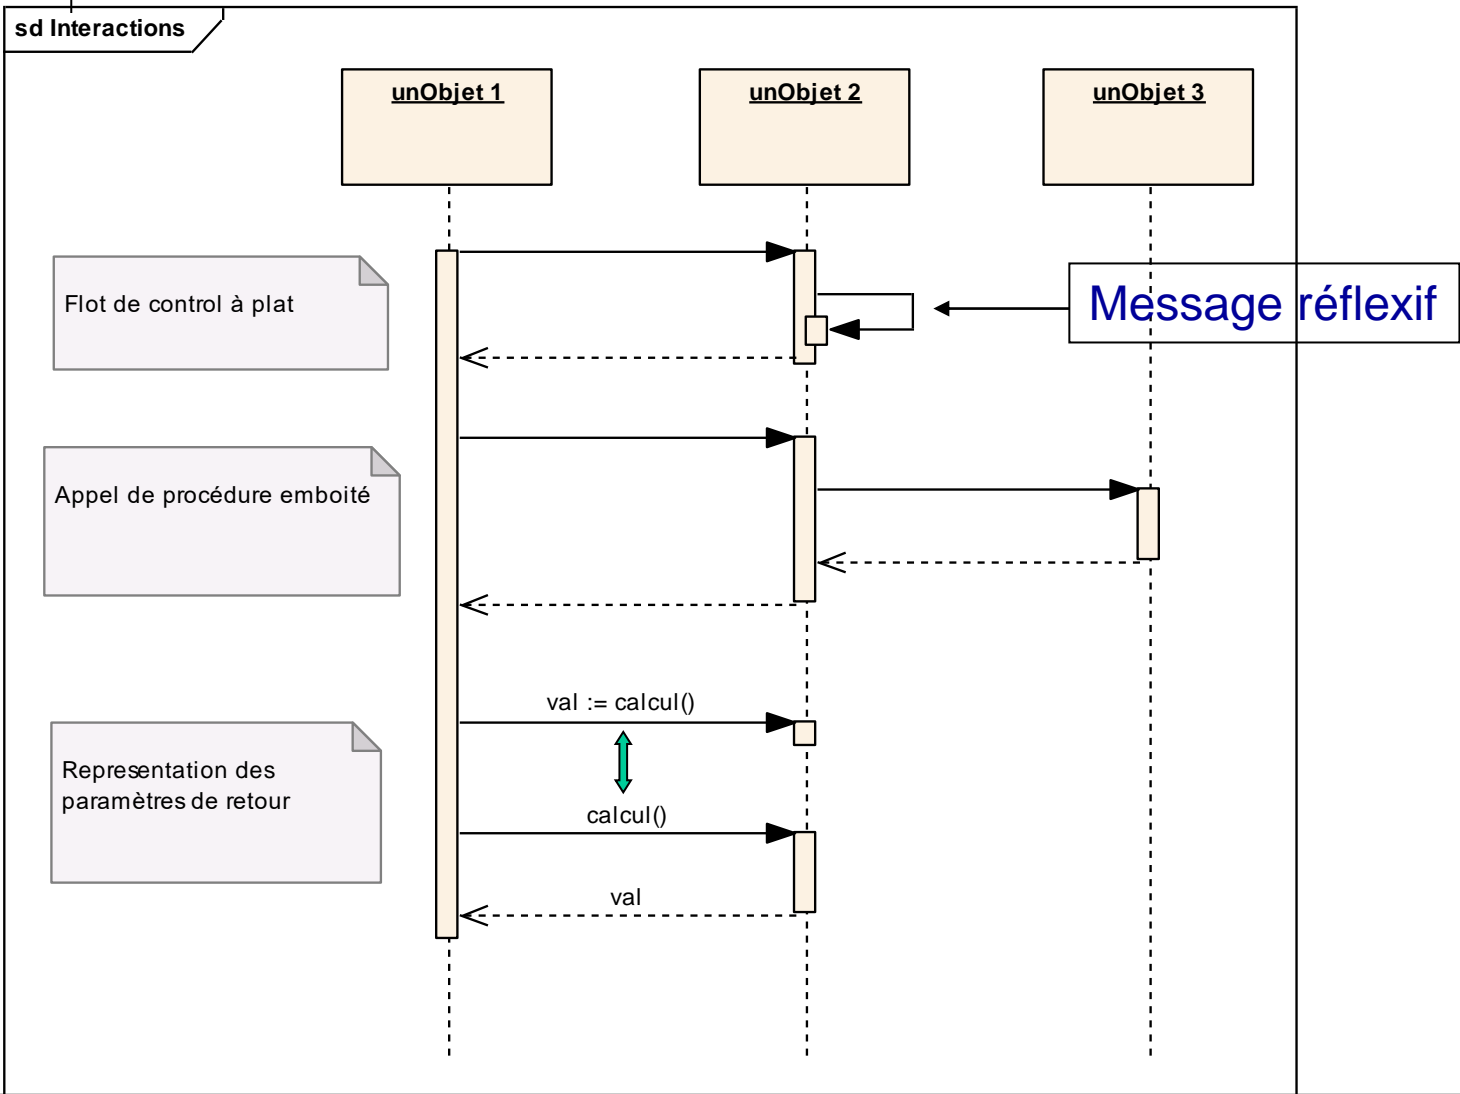 sd Interactions
unObjet 1
unObjet 2
unObjet 3
Flot de control à plat
Message réflexif
Appel de procédure emboité
val := calcul()
Representation des
paramètres de retour
calcul()
val